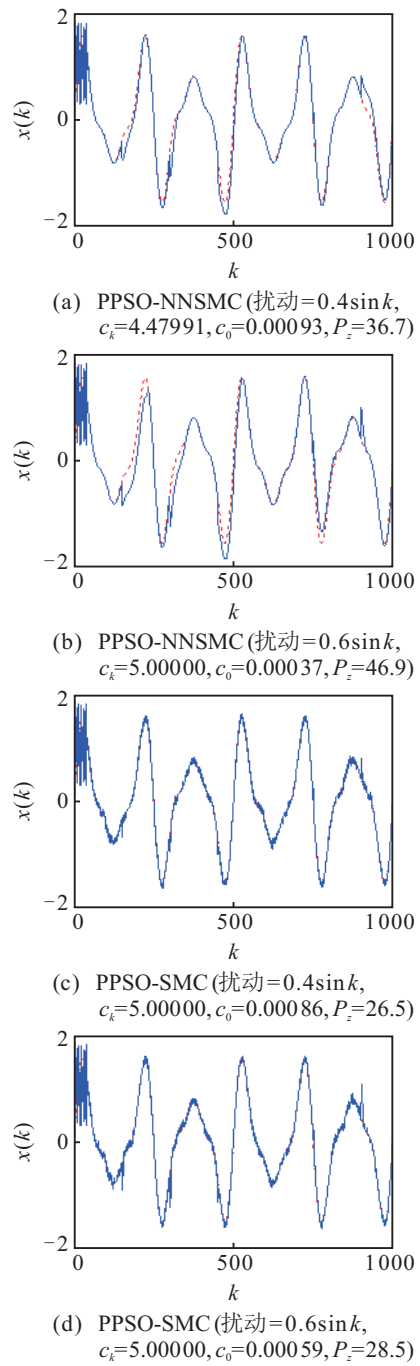 2
x(k)
0
−2
0
500
1000
k
(a) PPSO-NNSMC (扰动=0.4sin k,
c_k=4.47991, c_0=0.00093, P_z=36.7)
2
x(k)
0
−2
0
500
1000
k
(b) PPSO-NNSMC (扰动=0.6sin k,
c_k=5.00000, c_0=0.00037, P_z=46.9)
2
x(k)
0
−2
0
500
1000
k
(c) PPSO-SMC (扰动=0.4sin k,
c_k=5.00000, c_0=0.00086, P_z=26.5)
2
x(k)
0
−2
0
500
1000
k
(d) PPSO-SMC (扰动=0.6sin k,
c_k=5.00000, c_0=0.00059, P_z=28.5)